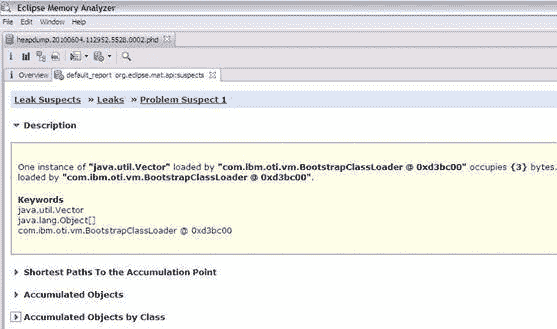 Eclipse Memory Analyzer
File Edit Window Help
heapdump.20100604.112952.5528.0002.phd
i Overview default_report org.eclipse.mat.api:suspects
Leak Suspects » Leaks » Problem Suspect 1
Description
One instance of "java.util.Vector" loaded by "com.ibm.oti.vm.BootstrapClassLoader @ 0xd3bc00" occupies {3} bytes.
loaded by "com.ibm.oti.vm.BootstrapClassLoader @ 0xd3bc00".
Keywords
java.util.Vector
java.lang.Object[]
com.ibm.oti.vm.BootstrapClassLoader @ 0xd3bc00
Shortest Paths To the Accumulation Point
Accumulated Objects
Accumulated Objects by Class